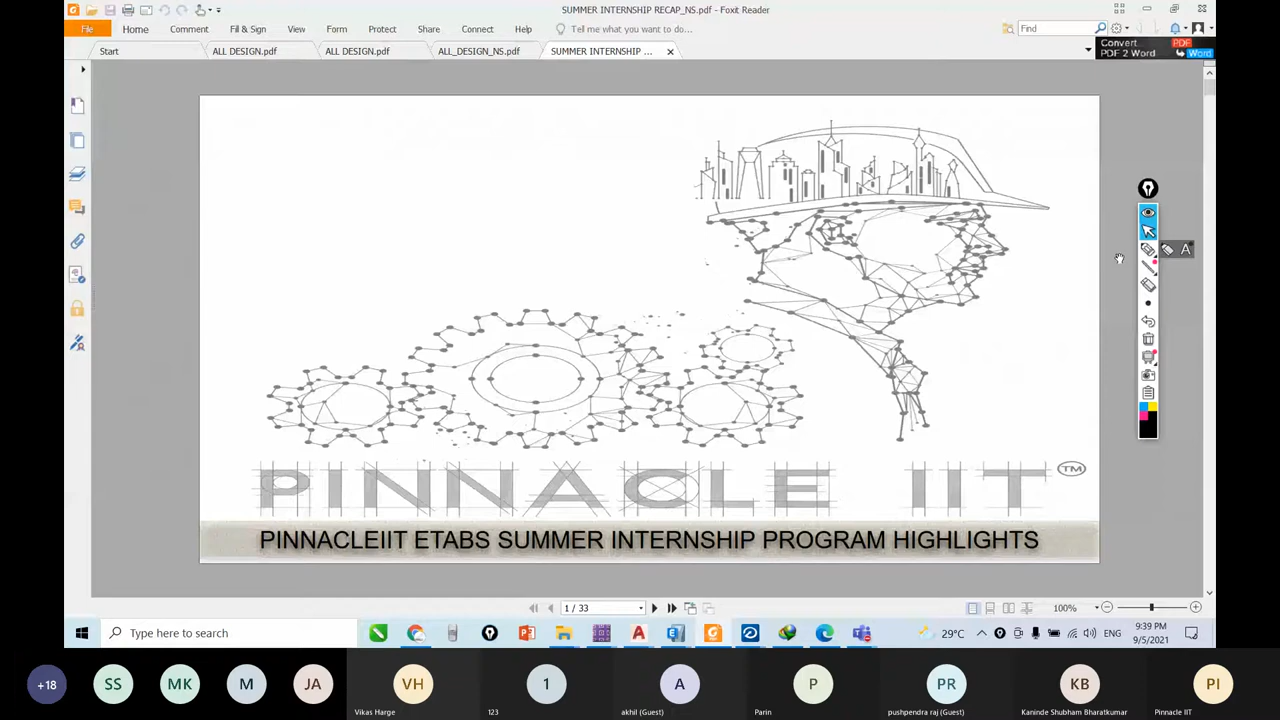 SUMMER INTERNSHIP RECAP_NS.pdf - Foxit Reader
File Home Comment Fill & Sign View Form Protect Share Connect Help Tell me what you want to do... Find
Start ALL DESIGN.pdf ALL DESIGN.pdf ALL_DESIGN_NS.pdf SUMMER INTERNSHIP ...
Convert PDF
PDF 2 Word Word
A
PINNACLE IIT TM
PINNACLEIIT ETABS SUMMER INTERNSHIP PROGRAM HIGHLIGHTS
1 / 33 100%
Type here to search 29°C ENG 9:39 PM
9/5/2021
+18 SS MK M JA VH 1 A P PR KB PI
Vikas Harge 123 akhil (Guest) Parin pushpendra raj (Guest) Kaninde Shubham Bharatkumar Pinnacle IIT